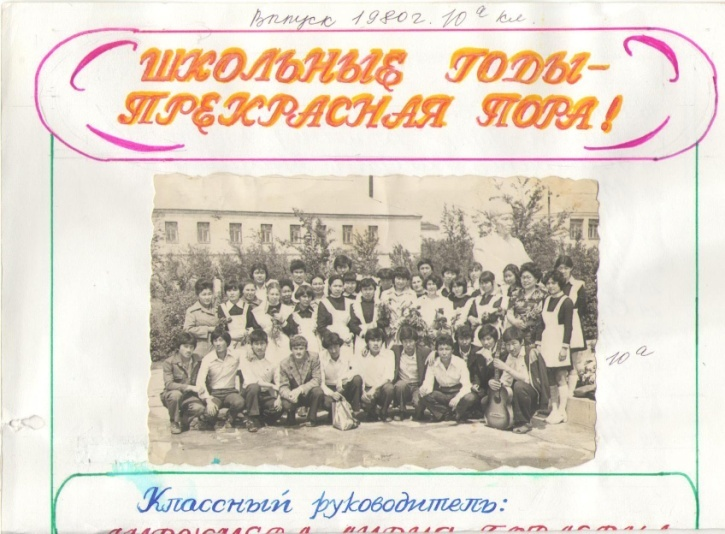 Выпуск 1980г. 10а кл.
ШКОЛЬНЫЕ ГОДЫ-
ПРЕКРАСНАЯ ПОРА!
10а
Классный руководитель: